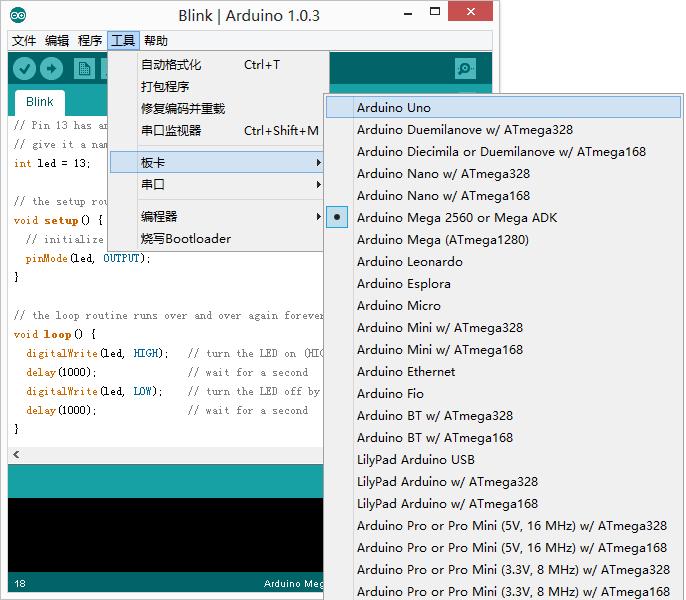 Blink | Arduino 1.0.3
文件 编辑 程序 工具 帮助
自动格式化 Ctrl+T
打包程序
修复编码并重载
串口监视器 Ctrl+Shift+M
板卡
串口
编程器
烧写Bootloader
Arduino Uno
Arduino Duemilanove w/ ATmega328
Arduino Diecimila or Duemilanove w/ ATmega168
Arduino Nano w/ ATmega328
Arduino Nano w/ ATmega168
Arduino Mega 2560 or Mega ADK
Arduino Mega (ATmega1280)
Arduino Leonardo
Arduino Esplora
Arduino Micro
Arduino Mini w/ ATmega328
Arduino Mini w/ ATmega168
Arduino Ethernet
Arduino Fio
Arduino BT w/ ATmega328
Arduino BT w/ ATmega168
LilyPad Arduino USB
LilyPad Arduino w/ ATmega328
LilyPad Arduino w/ ATmega168
Arduino Pro or Pro Mini (5V, 16 MHz) w/ ATmega328
Arduino Pro or Pro Mini (5V, 16 MHz) w/ ATmega168
Arduino Pro or Pro Mini (3.3V, 8 MHz) w/ ATmega328
Arduino Pro or Pro Mini (3.3V, 8 MHz) w/ ATmega168
Blink
// Pin 13 has an
// give it a nam
int led = 13;
// the setup rou
void setup() {
// initialize
pinMode(led, OUTPUT);
}
// the loop routine runs over and over again forever
void loop() {
digitalWrite(led, HIGH); // turn the LED on (HIG
delay(1000); // wait for a second
digitalWrite(led, LOW); // turn the LED off by
delay(1000); // wait for a second
}
18 Arduino Meg